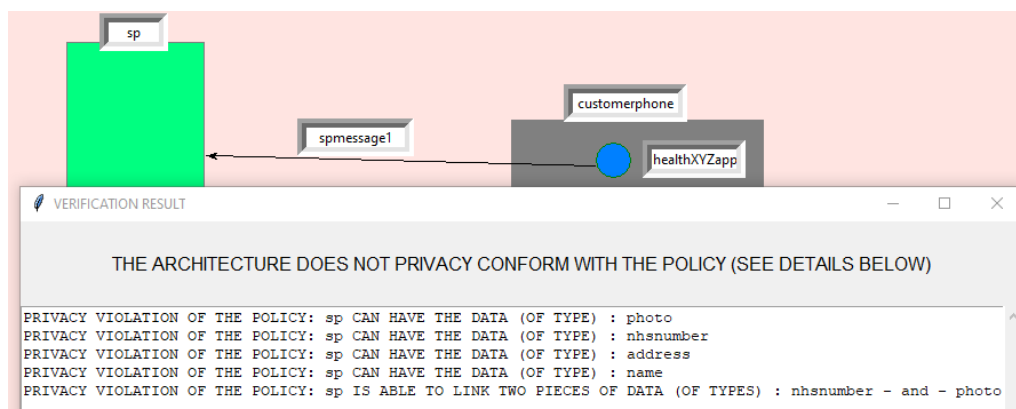 sp
customerphone
spmessage1
healthXYZapp
VERIFICATION RESULT
THE ARCHITECTURE DOES NOT PRIVACY CONFORM WITH THE POLICY (SEE DETAILS BELOW)
PRIVACY VIOLATION OF THE POLICY: sp CAN HAVE THE DATA (OF TYPE) : photo
PRIVACY VIOLATION OF THE POLICY: sp CAN HAVE THE DATA (OF TYPE) : nhsnumber
PRIVACY VIOLATION OF THE POLICY: sp CAN HAVE THE DATA (OF TYPE) : address
PRIVACY VIOLATION OF THE POLICY: sp CAN HAVE THE DATA (OF TYPE) : name
PRIVACY VIOLATION OF THE POLICY: sp IS ABLE TO LINK TWO PIECES OF DATA (OF TYPES) : nhsnumber - and - photo